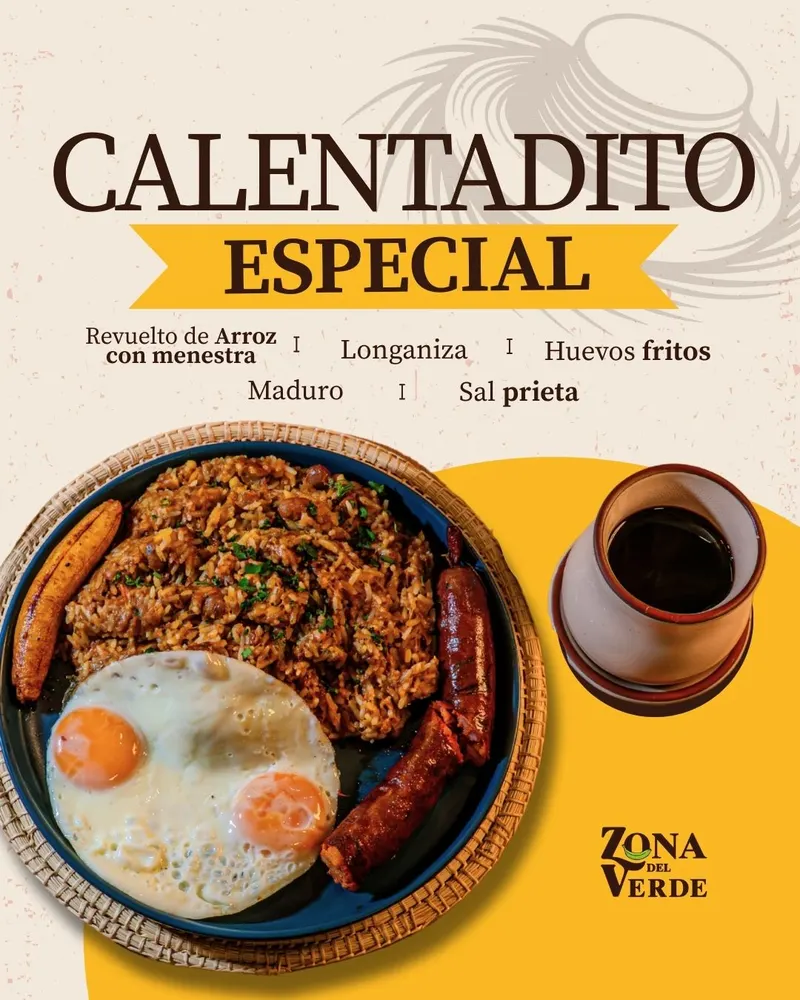 CALENTADITO
ESPECIAL
Revuelto de Arroz
con menestra I Longaniza I Huevos fritos
Maduro I Sal prieta
ZONA
DEL
VERDE